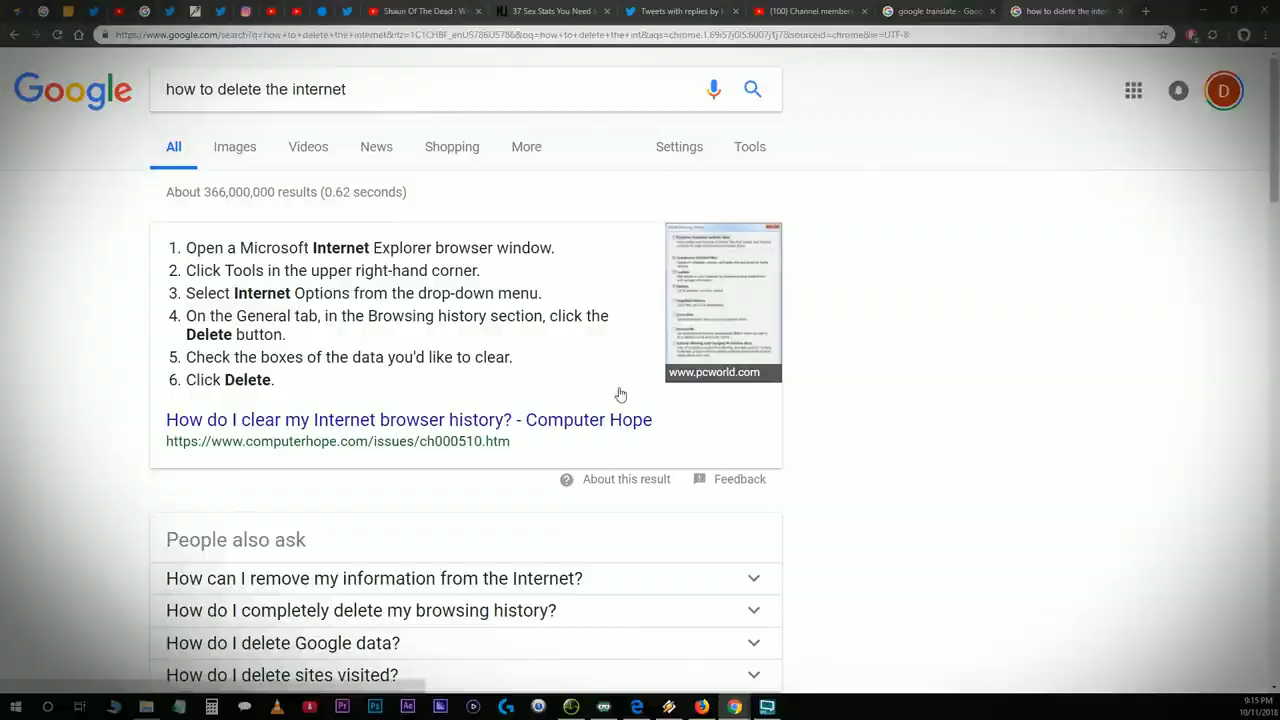 Shaun Of The Dead : W
37 Sex Stats You Need
Tweets with replies by
(100) Channel member
google translate - Goo
how to delete the inter
Google
how to delete the internet
D
All Images Videos News Shopping More Settings Tools
About 366,000,000 results (0.62 seconds)
1. Open a Microsoft Internet Explorer browser window.
2. Click Tools in the upper right-hand corner.
3. Select Internet Options from the drop-down menu.
4. On the General tab, in the Browsing history section, click the
Delete button.
5. Check the boxes of the data you'd like to clear.
6. Click Delete.
www.pcworld.com
How do I clear my Internet browser history? - Computer Hope
https://www.computerhope.com/issues/ch000510.htm
About this result Feedback
People also ask
How can I remove my information from the Internet?
How do I completely delete my browsing history?
How do I delete Google data?
How do I delete sites visited?
9:15 PM
10/11/2018